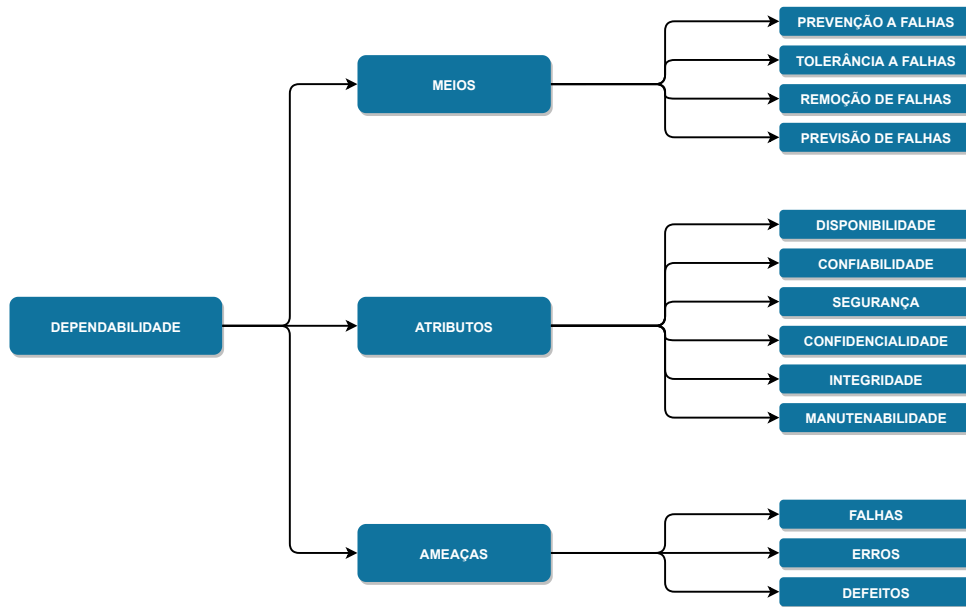 DEPENDABILIDADE
MEIOS
PREVENÇÃO A FALHAS
TOLERÂNCIA A FALHAS
REMOÇÃO DE FALHAS
PREVISÃO DE FALHAS
ATRIBUTOS
DISPONIBILIDADE
CONFIABILIDADE
SEGURANÇA
CONFIDENCIALIDADE
INTEGRIDADE
MANUTENABILIDADE
AMEAÇAS
FALHAS
ERROS
DEFEITOS